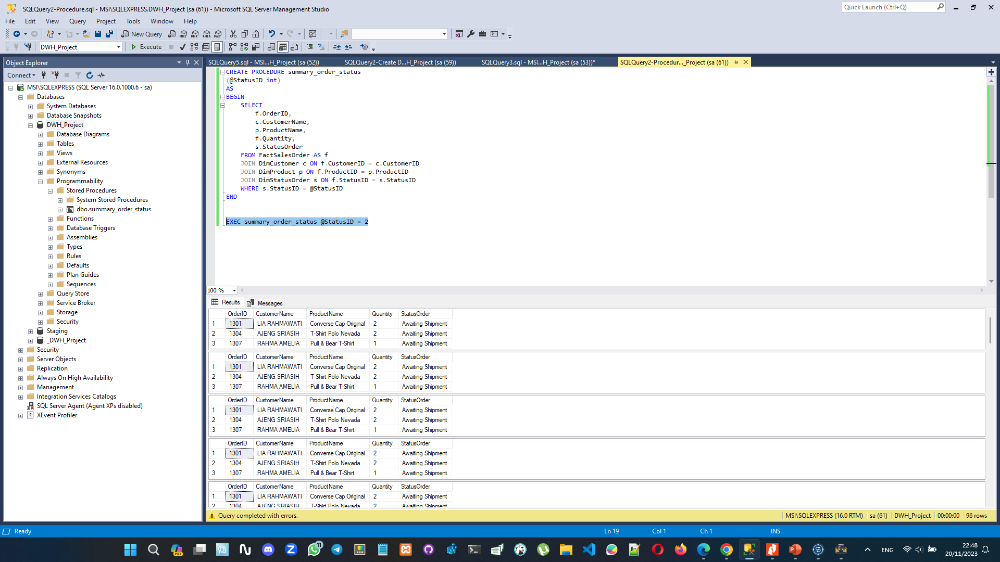 SQLQuery2-Procedure.sql - MSI\SQLEXPRESS.DWH_Project (sa (61)) - Microsoft SQL Server Management Studio
Quick Launch (Ctrl+Q)
File Edit View Query Project Tools Window Help
New Query
MDX DMX XMLA DAX
DWH_Project
Execute
Object Explorer
Connect
MSI\SQLEXPRESS (SQL Server 16.0.1000.6 - sa)
Databases
System Databases
Database Snapshots
DWH_Project
Database Diagrams
Tables
Views
External Resources
Synonyms
Programmability
Stored Procedures
System Stored Procedures
dbo.summary_order_status
Functions
Database Triggers
Assemblies
Types
Rules
Defaults
Plan Guides
Sequences
Query Store
Service Broker
Storage
Security
Staging
_DWH_Project
Security
Server Objects
Replication
Always On High Availability
Management
Integration Services Catalogs
SQL Server Agent (Agent XPs disabled)
XEvent Profiler
SQLQuery5.sql - MSI...H_Project (sa (52)) SQLQuery2-Create D...H_Project (sa (59)) SQLQuery3.sql - MSI...H_Project (sa (53))* SQLQuery2-Procedur..._Project (sa (61))
CREATE PROCEDURE summary_order_status
(@StatusID int)
AS
BEGIN
SELECT
f.OrderID,
c.CustomerName,
p.ProductName,
f.Quantity,
s.StatusOrder
FROM FactSalesOrder AS f
JOIN DimCustomer c ON f.CustomerID = c.CustomerID
JOIN DimProduct p ON f.ProductID = p.ProductID
JOIN DimStatusOrder s ON f.StatusID = s.StatusID
WHERE s.StatusID = @StatusID
END
EXEC summary_order_status @StatusID = 2
100 %
Results Messages
OrderID CustomerName ProductName Quantity StatusOrder
1 1301 LIA RAHMAWATI Converse Cap Original 2 Awaiting Shipment
2 1304 AJENG SRIASIH T-Shirt Polo Nevada 2 Awaiting Shipment
3 1307 RAHMA AMELIA Pull & Bear T-Shirt 1 Awaiting Shipment
OrderID CustomerName ProductName Quantity StatusOrder
1 1301 LIA RAHMAWATI Converse Cap Original 2 Awaiting Shipment
2 1304 AJENG SRIASIH T-Shirt Polo Nevada 2 Awaiting Shipment
3 1307 RAHMA AMELIA Pull & Bear T-Shirt 1 Awaiting Shipment
OrderID CustomerName ProductName Quantity StatusOrder
1 1301 LIA RAHMAWATI Converse Cap Original 2 Awaiting Shipment
2 1304 AJENG SRIASIH T-Shirt Polo Nevada 2 Awaiting Shipment
3 1307 RAHMA AMELIA Pull & Bear T-Shirt 1 Awaiting Shipment
OrderID CustomerName ProductName Quantity StatusOrder
1 1301 LIA RAHMAWATI Converse Cap Original 2 Awaiting Shipment
2 1304 AJENG SRIASIH T-Shirt Polo Nevada 2 Awaiting Shipment
3 1307 RAHMA AMELIA Pull & Bear T-Shirt 1 Awaiting Shipment
OrderID CustomerName ProductName Quantity StatusOrder
1 1301 LIA RAHMAWATI Converse Cap Original 2 Awaiting Shipment
2 1304 AJENG SRIASIH T-Shirt Polo Nevada 2 Awaiting Shipment
Query completed with errors. MSI\SQLEXPRESS (16.0 RTM) sa (61) DWH_Project 00:00:00 96 rows
Ready Ln 19 Col 1 Ch 1 INS
PRE 11 ENG 22:48
20/11/2023